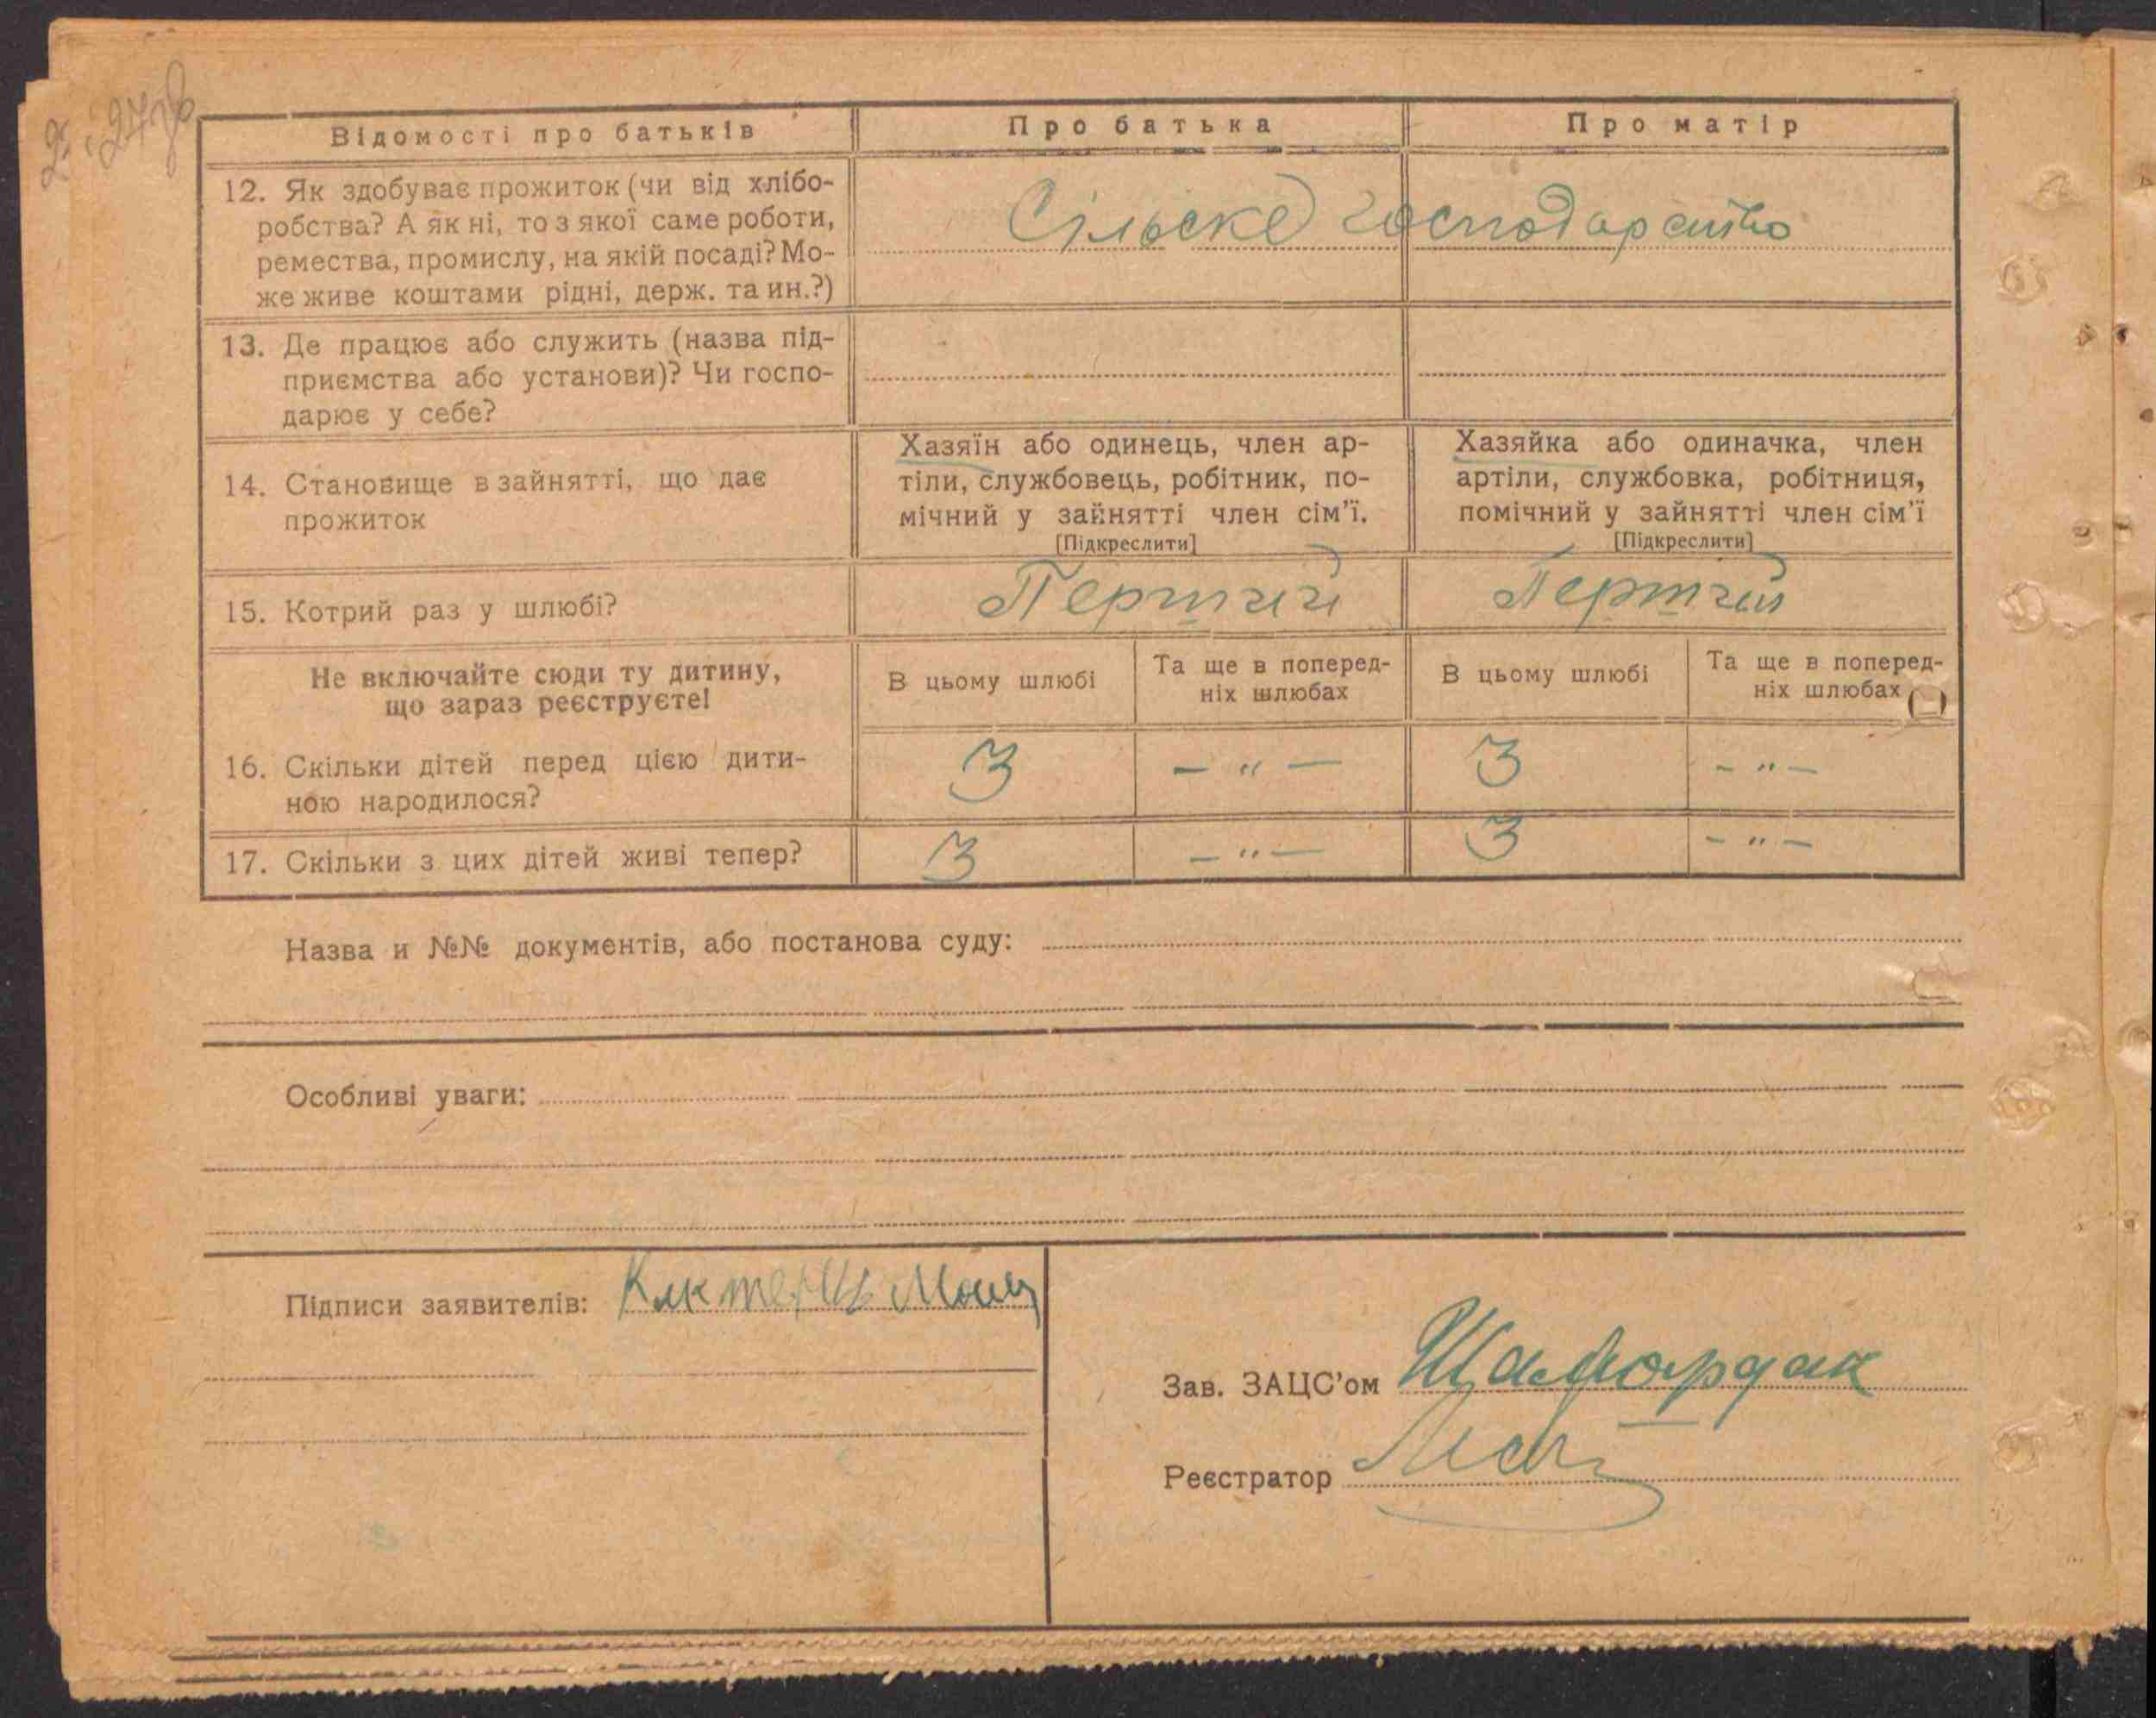 Відомості про батьків
Про батька
Про матір
12. Як здобуває прожиток (чи від хлібо-
робства? А як ні, то з якої саме роботи,
ремества, промислу, на якій посаді? Мо-
же живе коштами рідні, держ. та ин.?)
Сільске господарство
13. Де працює або служить (назва під-
приємства або установи)? Чи госпо-
дарює у себе?
14. Становище в зайнятті, що дає
прожиток
Хазяїн або одинець, член ар-
тіли, службовець, робітник, по-
мічний у зайнятті член сім'ї.
[Підкреслити]
Хазяйка або одиначка, член
артіли, службовка, робітниця,
помічний у зайнятті член сім'ї
[Підкреслити]
15. Котрий раз у шлюбі?
Перший
Перший
Не включайте сюди ту дитину,
що зараз реєструєте!
В цьому шлюбі
Та ще в поперед-
ніх шлюбах
В цьому шлюбі
Та ще в поперед-
ніх шлюбах
16. Скільки дітей перед цією дити-
ною народилося?
3
— " —
3
— " —
17. Скільки з цих дітей живі тепер?
3
— " —
3
— " —
Назва и №№ документів, або постанова суду:
Особливі уваги:
Підписи заявителів:
Зав. ЗАЦС'ом
Реєстратор